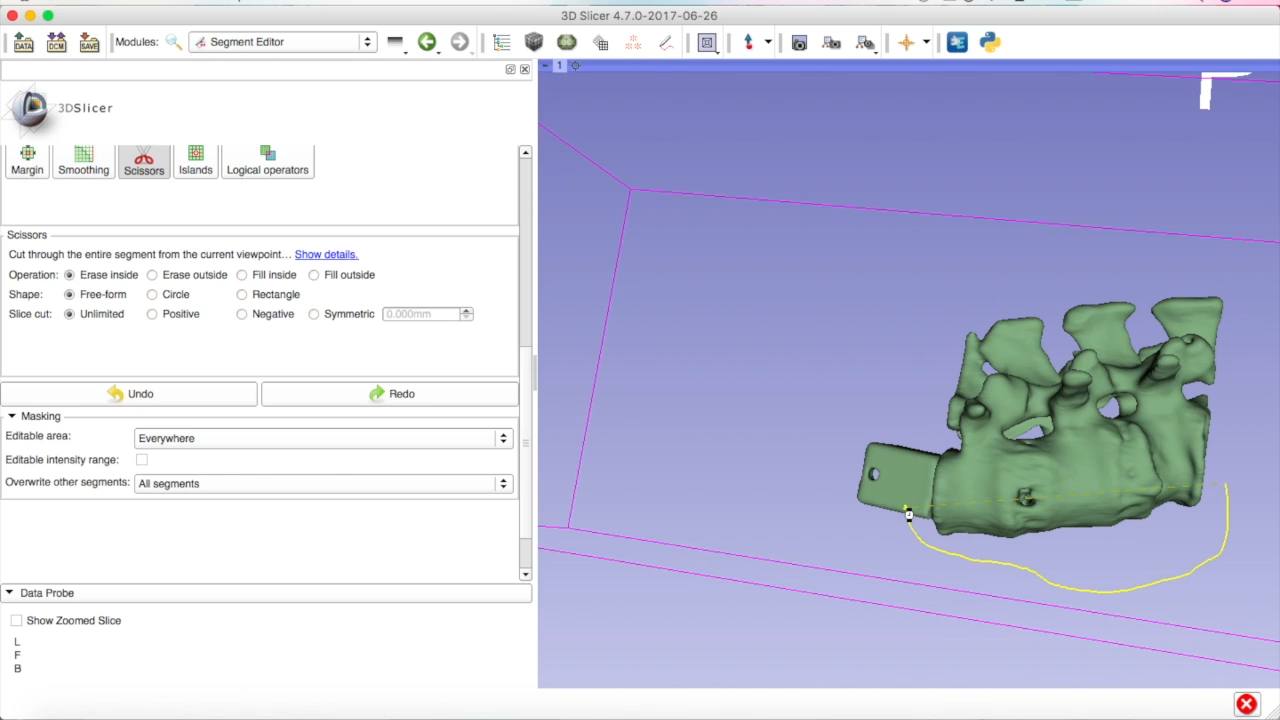 3D Slicer 4.7.0-2017-06-26
DATA DCM SAVE Modules: Segment Editor
1
3DSlicer
Margin Smoothing Scissors Islands Logical operators
Scissors
Cut through the entire segment from the current viewpoint... Show details.
Operation: Erase inside Erase outside Fill inside Fill outside
Shape: Free-form Circle Rectangle
Slice cut: Unlimited Positive Negative Symmetric 0.000mm
Undo Redo
Masking
Editable area: Everywhere
Editable intensity range:
Overwrite other segments: All segments
Data Probe
Show Zoomed Slice
L
F
B